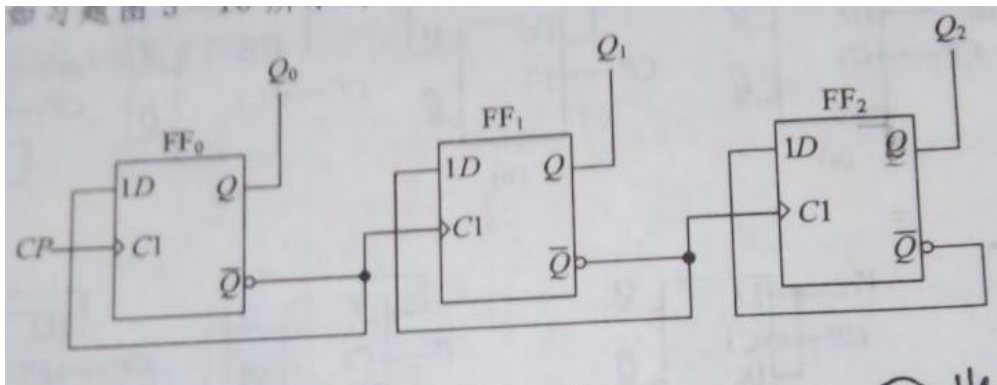 Q₀
Q₁
Q₂
FF₀
FF₁
FF₂
1D Q
1D Q
1D Q
CP C1
C1
C1
Q̅
Q̅
Q̅